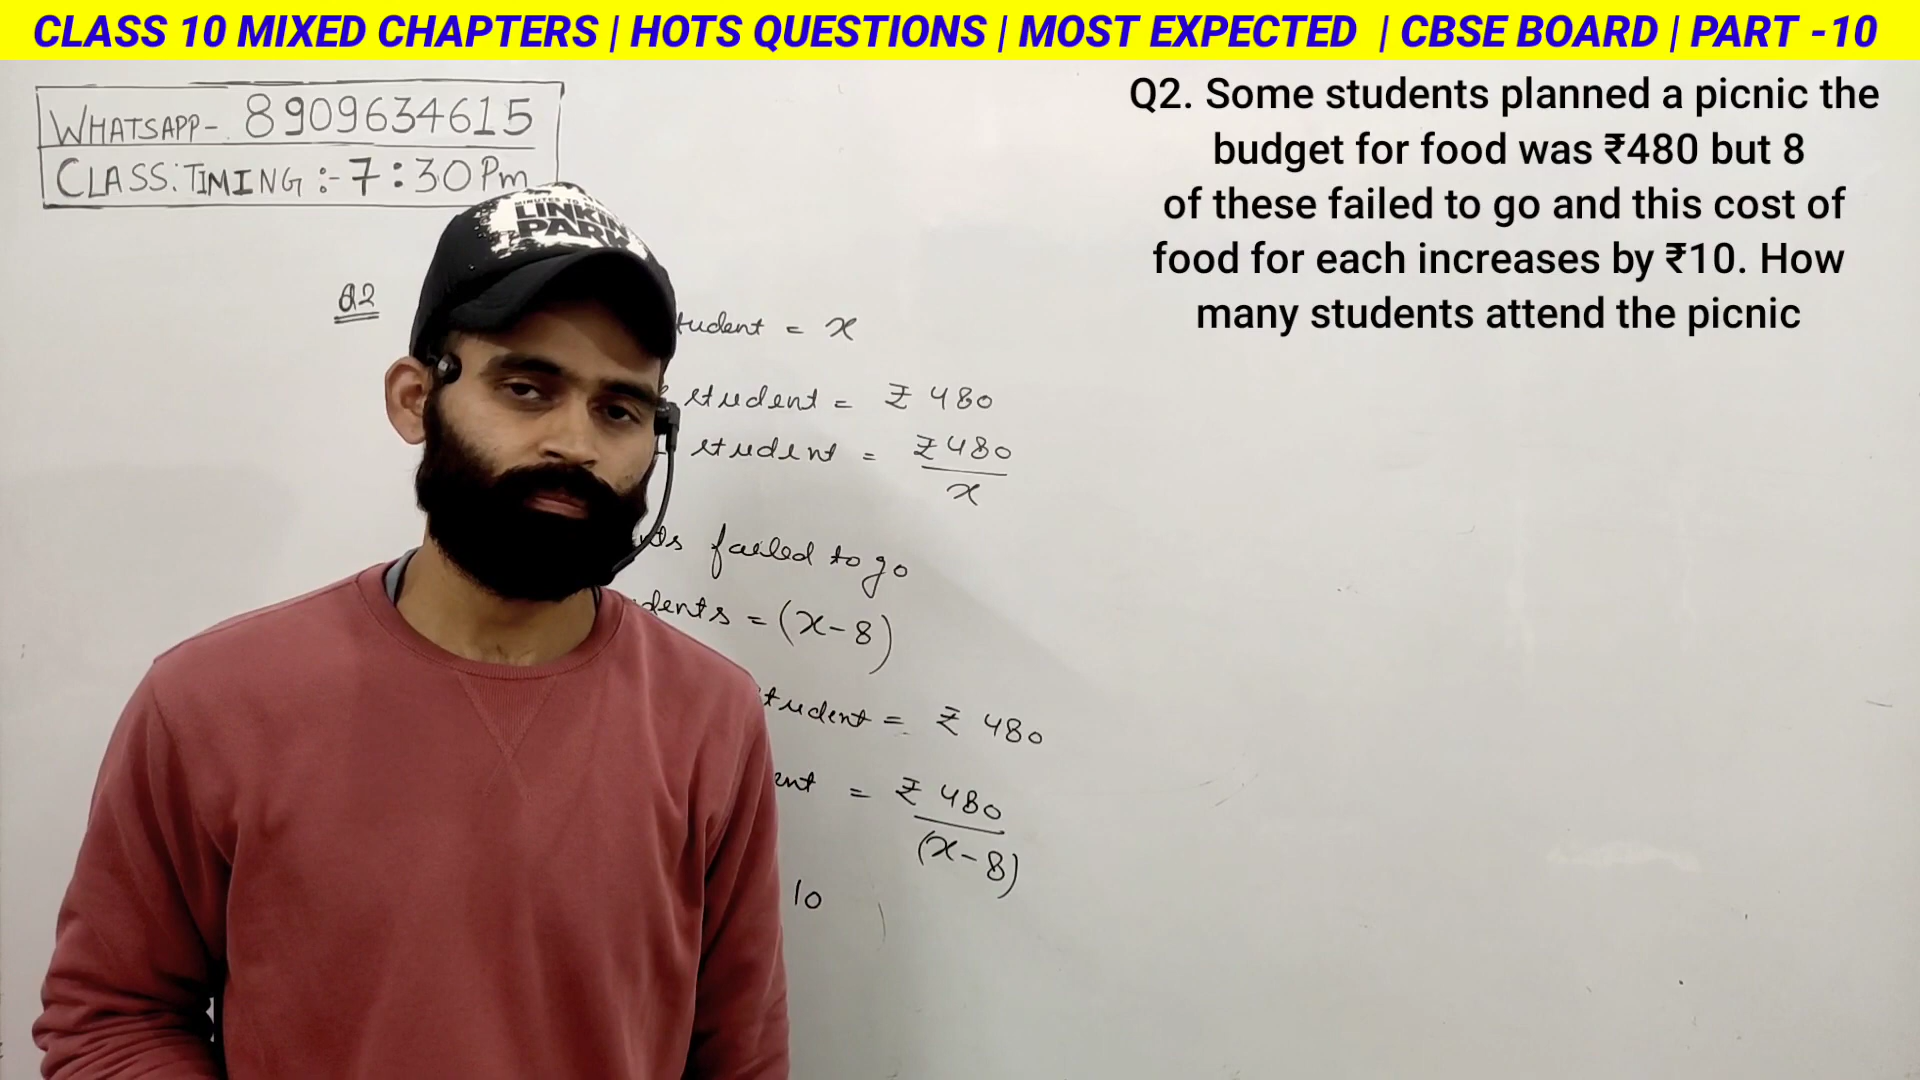 CLASS 10 MIXED CHAPTERS | HOTS QUESTIONS | MOST EXPECTED | CBSE BOARD | PART -10
WHATSAPP-. 8909634615
CLASS:TIMING :- 7:30 Pm
Q2. Some students planned a picnic the
budget for food was ₹480 but 8
of these failed to go and this cost of
food for each increases by ₹10. How
many students attend the picnic
MINUTES TO
LINKIN
PARK
Q2
tudent = x
student = ₹ 480
student = ₹480
x
nts failed to go
dents = (x-8)
tudent = ₹ 480
ent = ₹ 480
(x-8)
10